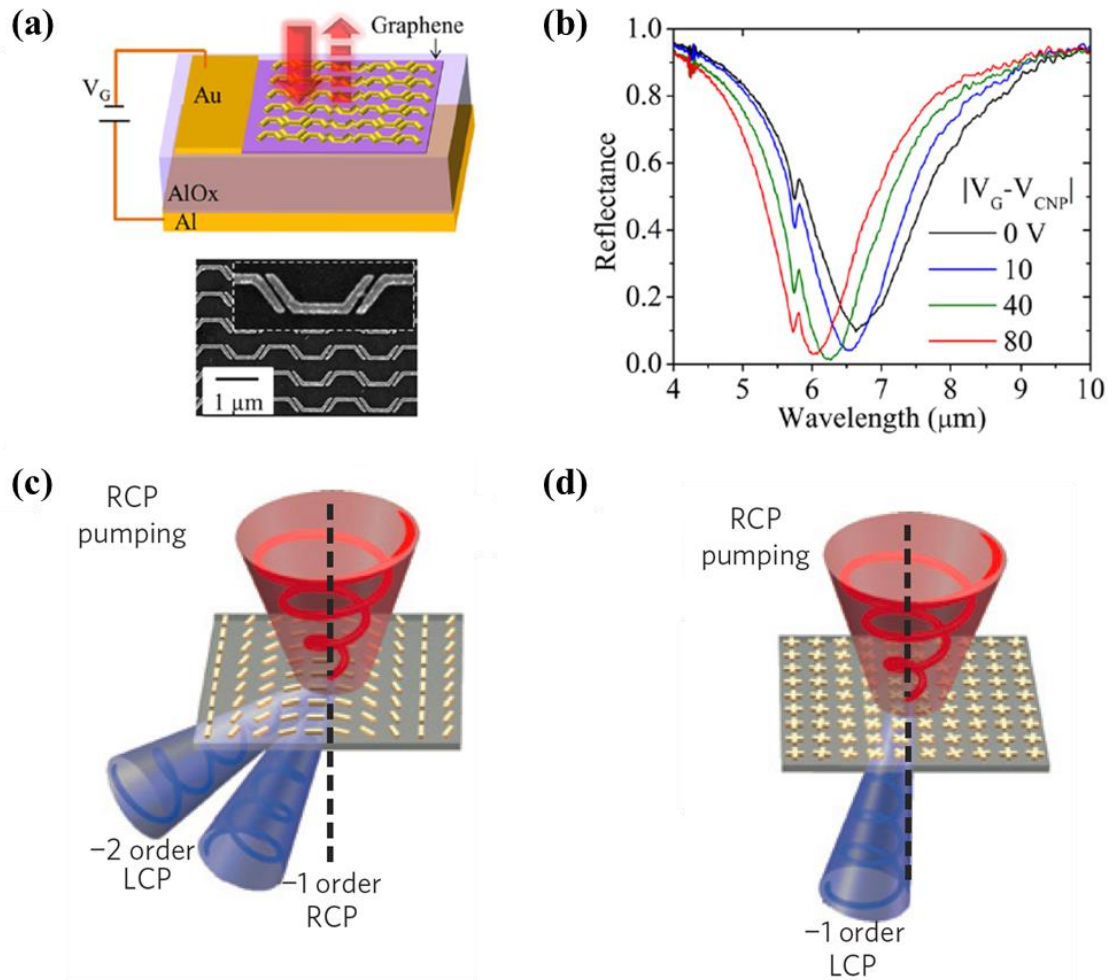 (a)
Graphene
V_G
Au
AlOx
Al
1 μm
(b)
Reflectance
1.0
0.8
0.6
0.4
0.2
0.0
|V_G-V_CNP|
0 V
10
40
80
4 5 6 7 8 9 10
Wavelength (μm)
(c)
RCP
pumping
−2 order
LCP
−1 order
RCP
(d)
RCP
pumping
−1 order
LCP